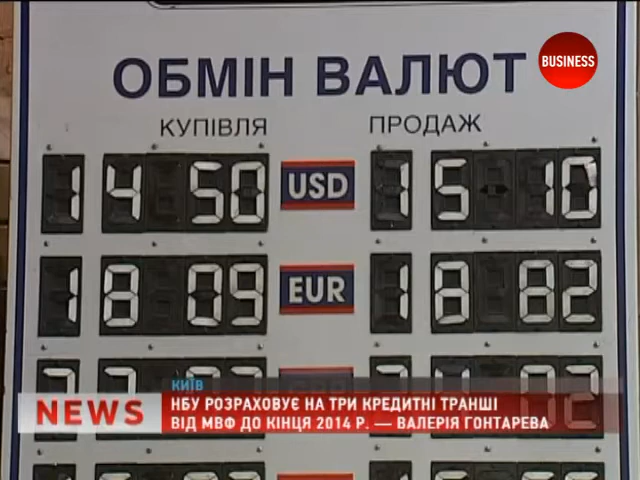 BUSINESS
ОБМІН ВАЛЮТ
КУПІВЛЯ ПРОДАЖ
14 50 USD 15 10
18 09 EUR 18 82
КИЇВ
NEWS
НБУ РОЗРАХОВУЄ НА ТРИ КРЕДИТНІ ТРАНШІ
ВІД МВФ ДО КІНЦЯ 2014 Р. — ВАЛЕРІЯ ГОНТАРЕВА